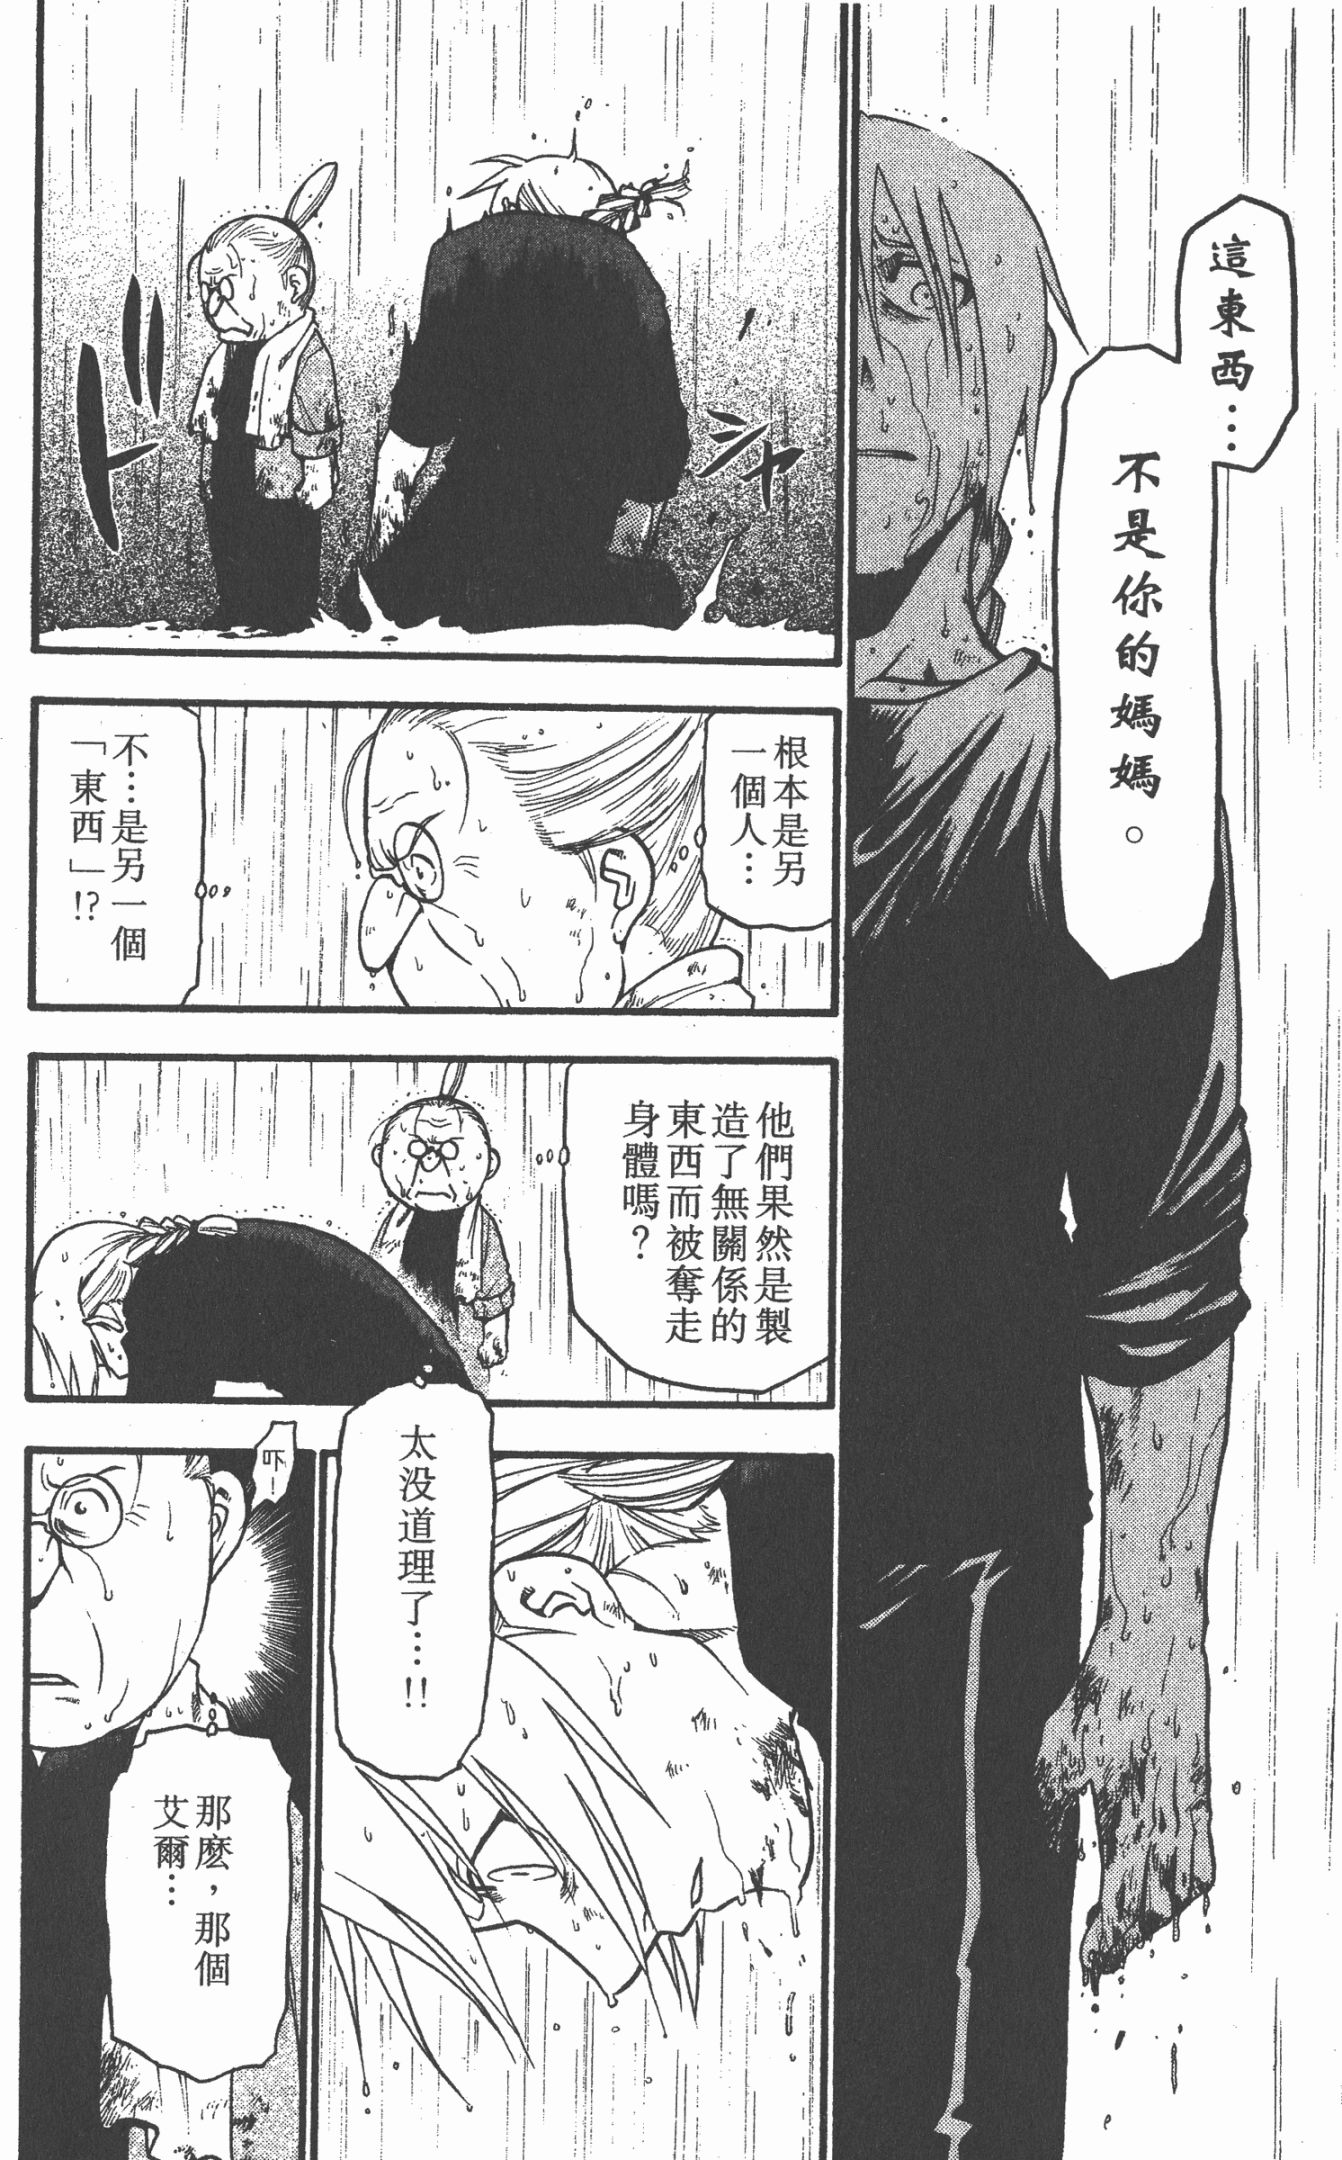 這東西…
不是你的媽媽。
ドシャ
根本是另
一個人…
不…是另一個
「東西」!?
他們果然是製
造了無關係的
東西而被奪走
身體嗎？
太没道理了…!!
吓
那麽，那個
艾爾…